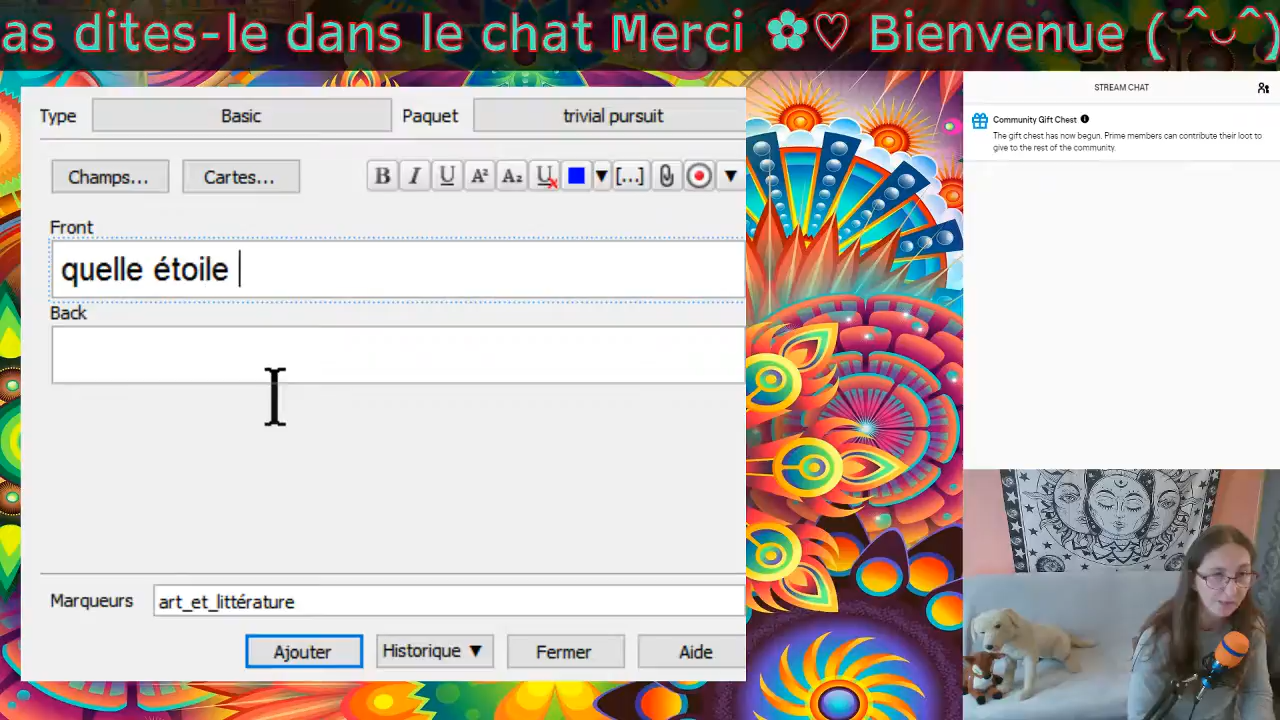 as dites-le dans le chat Merci ✿♡ Bienvenue (^‿^)
Type Basic Paquet trivial pursuit
Champs... Cartes... B I U A² A₂ U [...]
Front
quelle étoile
Back
Marqueurs art_et_littérature
Ajouter Historique ▼ Fermer Aide
STREAM CHAT
Community Gift Chest
The gift chest has now begun. Prime members can contribute their loot to
give to the rest of the community.